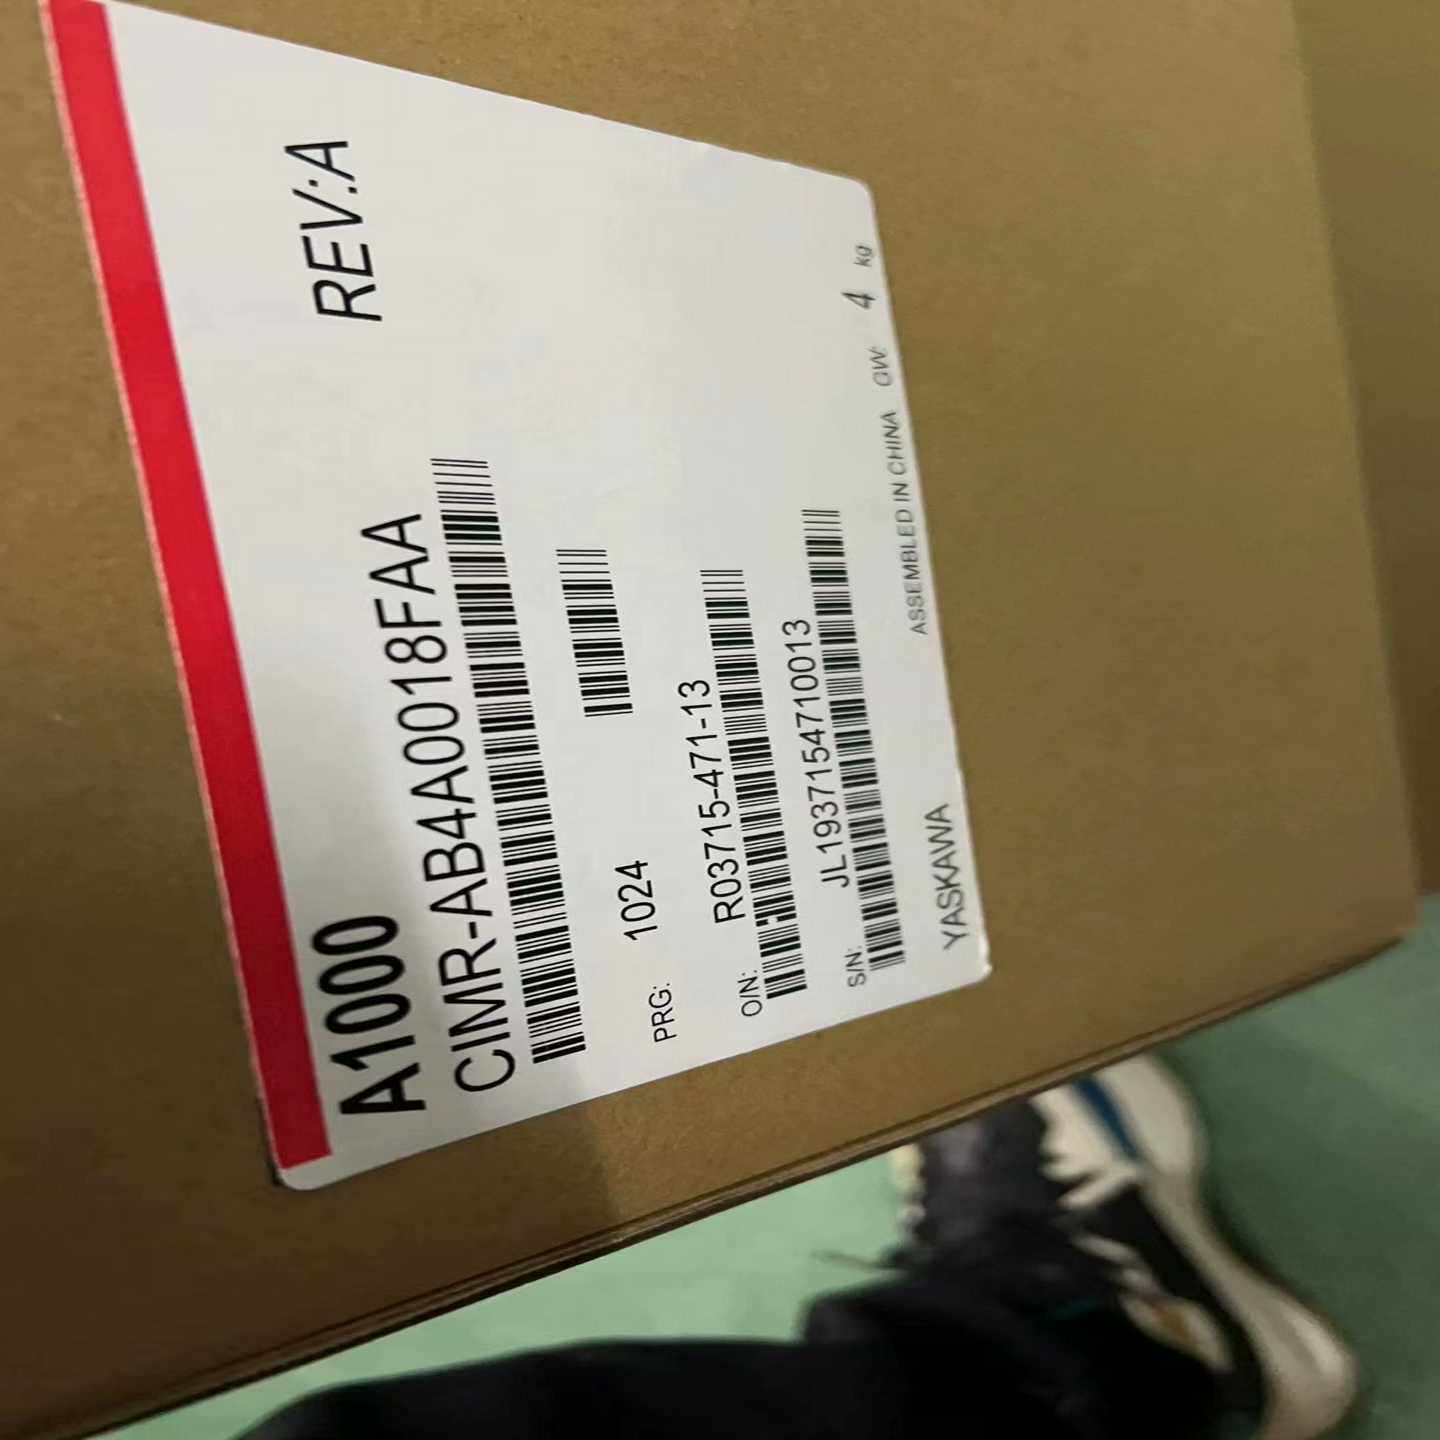 A1000
CIMR-AB4A0018FAA REV:A
PRG: 1024
O/N: R03715-471-13
S/N: JL1937154710013
YASKAWA ASSEMBLED IN CHINA GW: 4 kg